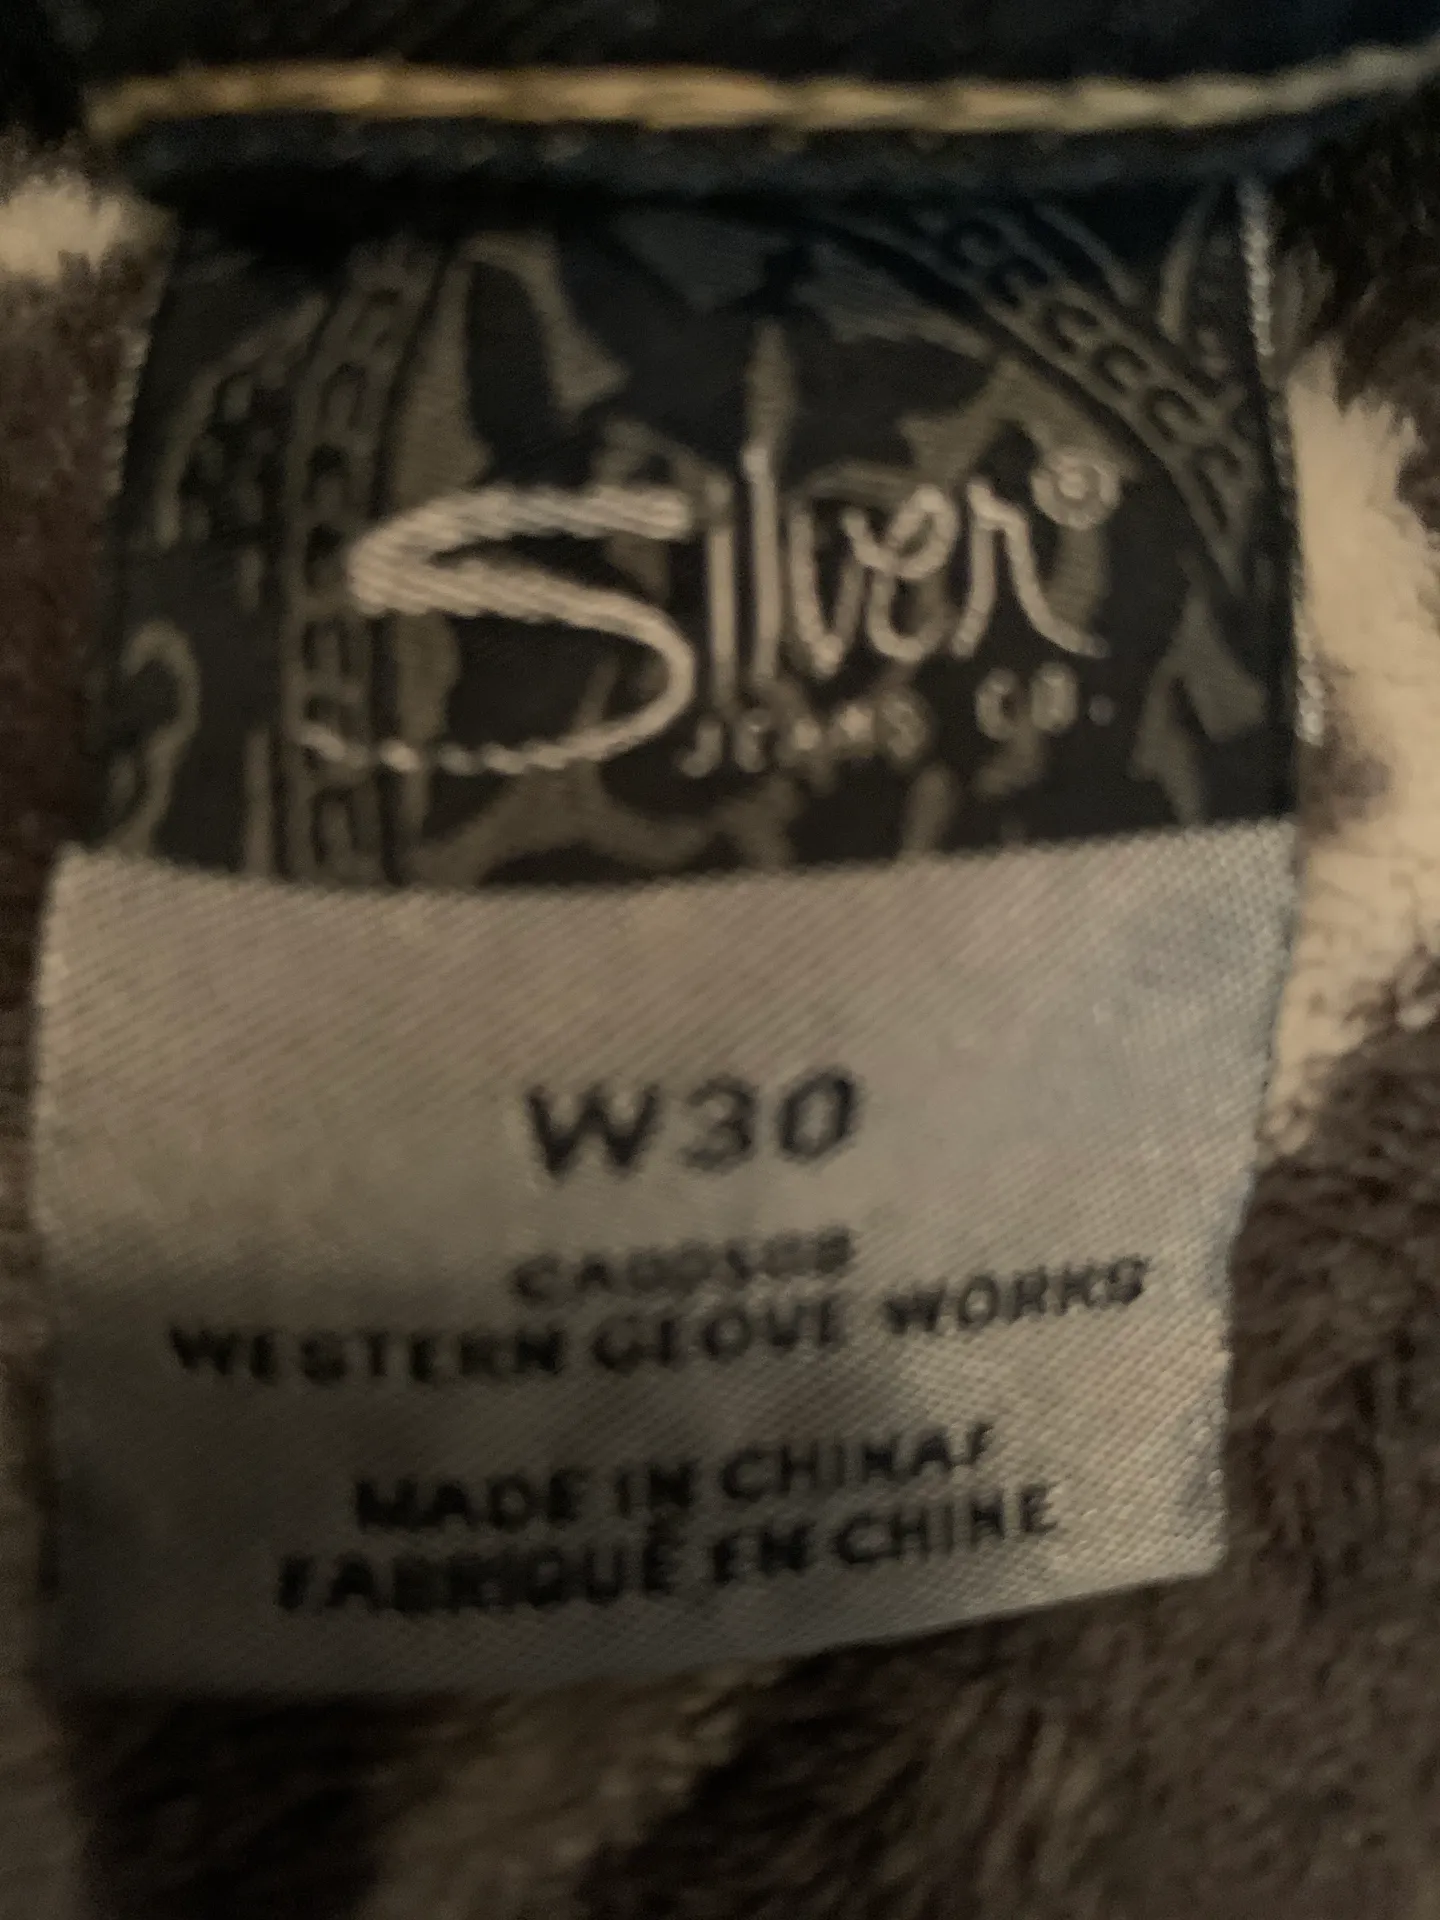 Silver®
JEANS CO.
W30
WESTERN GLOVE WORKS
MADE IN CHINA/
FABRIQUÉ EN CHINE